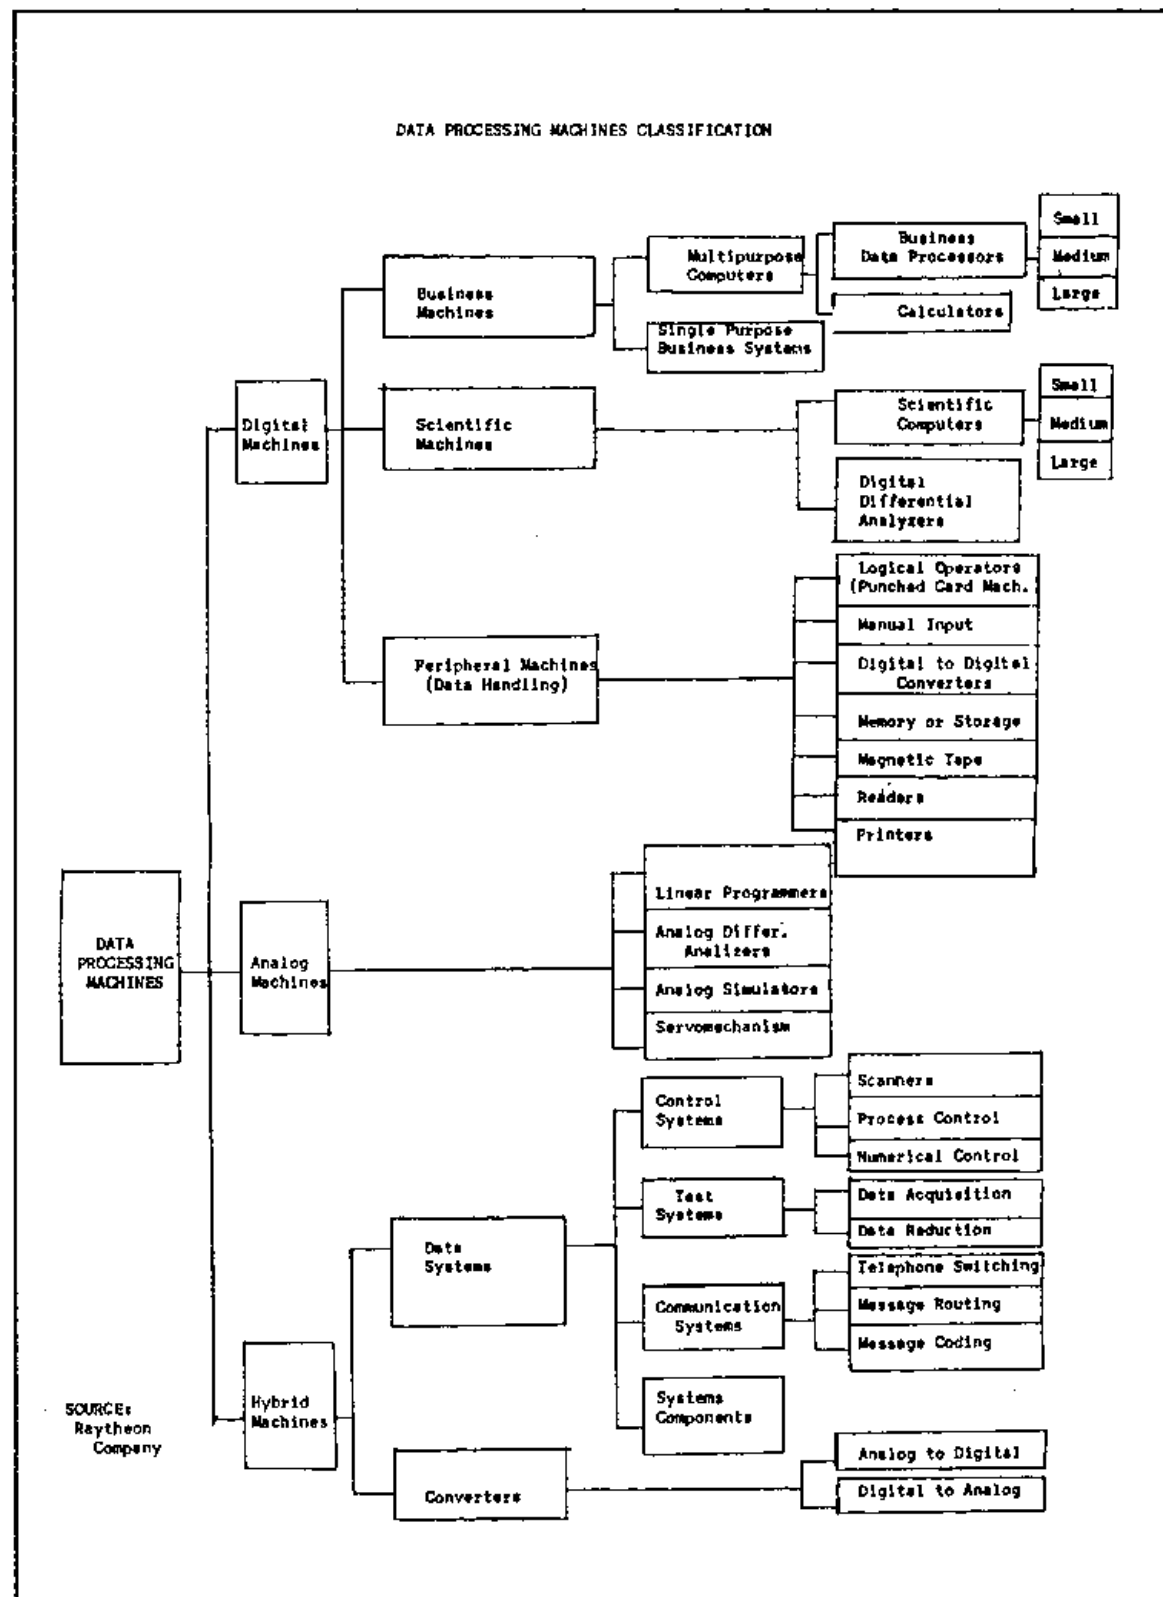 DATA PROCESSING MACHINES CLASSIFICATION
Small
Medium
Large
Business
Data Processors
Multipurpose
Computers
Calculators
Business
Machines
Single Purpose
Business Systems
Small
Medium
Large
Scientific
Computers
Digital
Machines
Scientific
Machines
Digital
Differential
Analyzers
Logical Operators
(Punched Card Mach.
Manual Input
Peripheral Machines
(Data Handling)
Digital to Digital
Converters
Memory or Storage
Magnetic Tape
Readers
Printers
Linear Programmers
Analog Differ.
Analizers
DATA
PROCESSING
MACHINES
Analog
Machines
Analog Simulators
Servomechanism
Control
Systems
Scanners
Process Control
Numerical Control
Test
Systems
Data Acquisition
Data Reduction
Data
Systems
Telephone Switching
Communication
Systems
Message Routing
Message Coding
Systems
Components
Hybrid
Machines
SOURCE:
Raytheon
Company
Analog to Digital
Converters
Digital to Analog